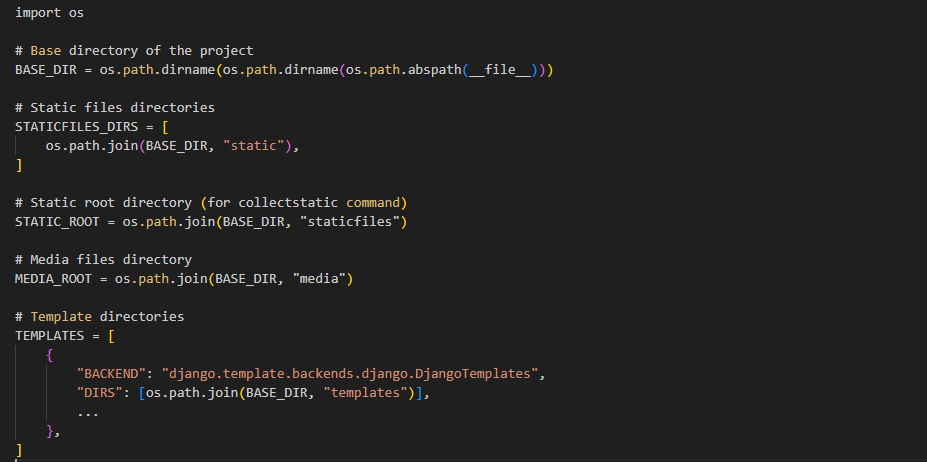 import os
# Base directory of the project
BASE_DIR = os.path.dirname(os.path.dirname(os.path.abspath(__file__)))
# Static files directories
STATICFILES_DIRS = [
    os.path.join(BASE_DIR, "static"),
]
# Static root directory (for collectstatic command)
STATIC_ROOT = os.path.join(BASE_DIR, "staticfiles")
# Media files directory
MEDIA_ROOT = os.path.join(BASE_DIR, "media")
# Template directories
TEMPLATES = [
    {
        "BACKEND": "django.template.backends.django.DjangoTemplates",
        "DIRS": [os.path.join(BASE_DIR, "templates")],
        ...
    },
]